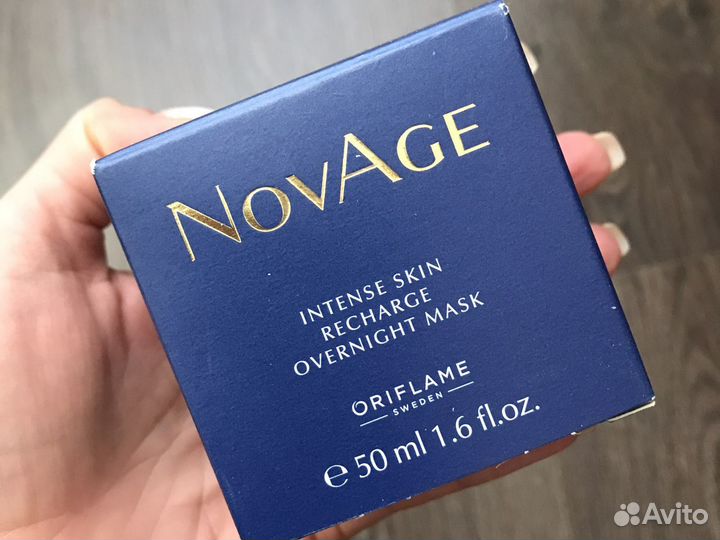 NOVAGE
INTENSE SKIN
RECHARGE
OVERNIGHT MASK
ORIFLAME
SWEDEN
℮ 50 ml 1.6 fl.oz.
Avito